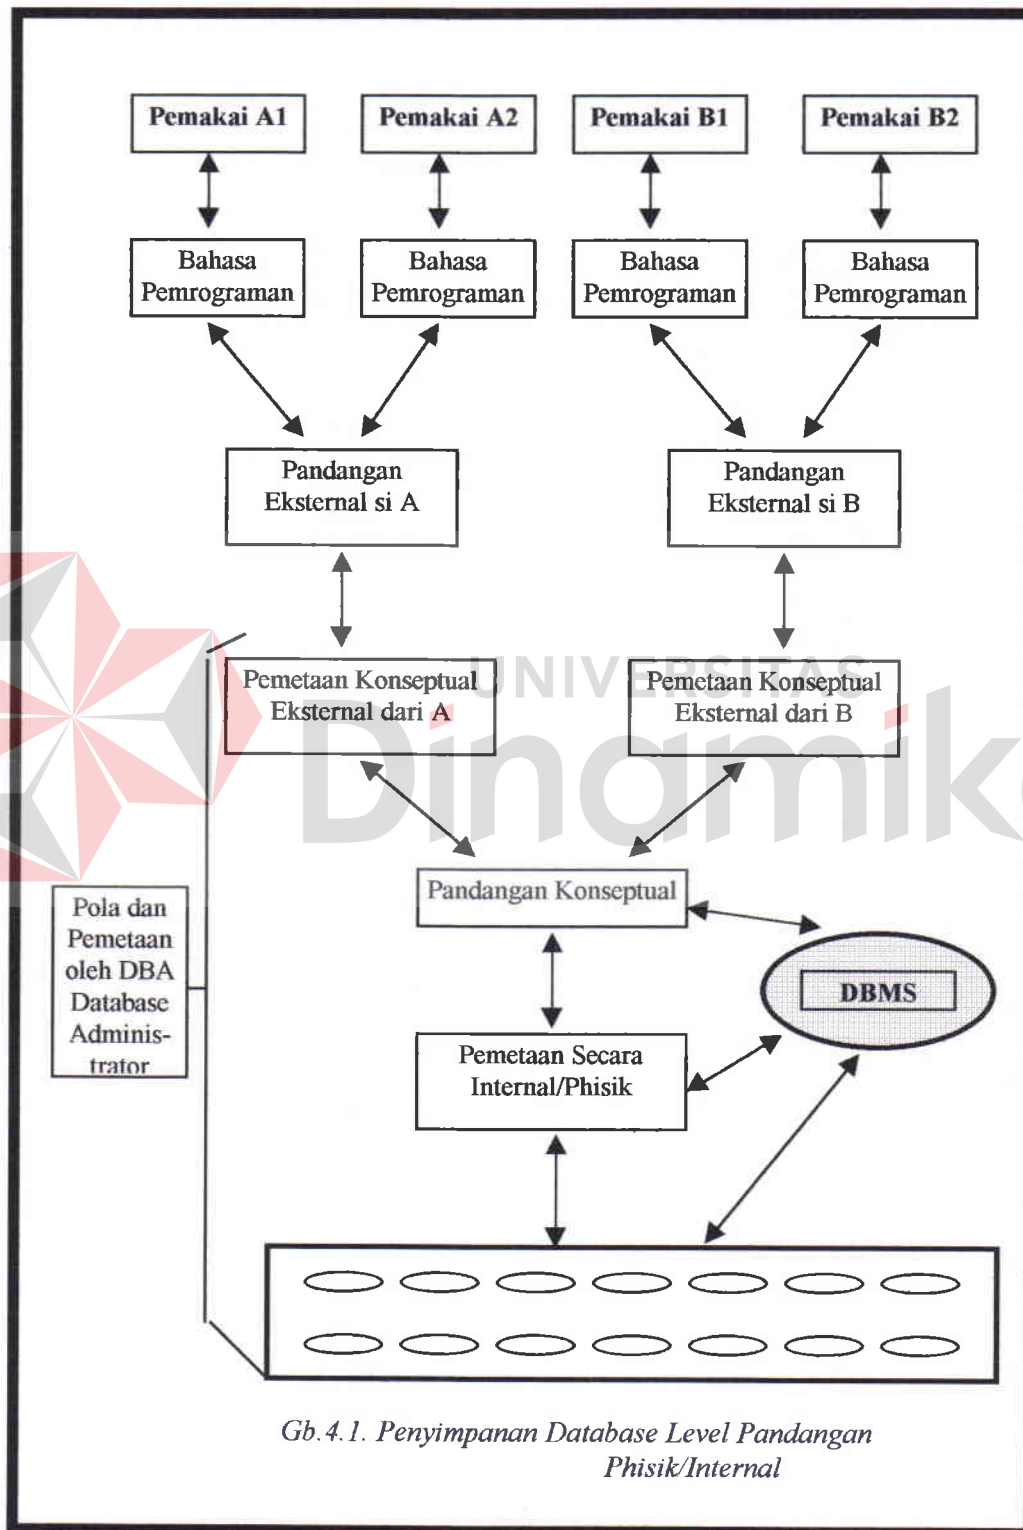 Pemakai A1
Pemakai A2
Pemakai B1
Pemakai B2
Bahasa
Pemrograman
Bahasa
Pemrograman
Bahasa
Pemrograman
Bahasa
Pemrograman
Pandangan
Eksternal si A
Pandangan
Eksternal si B
UNIVERSITAS
Dinamika
Pemetaan Konseptual
Eksternal dari A
Pemetaan Konseptual
Eksternal dari B
Pandangan Konseptual
Pola dan
Pemetaan
oleh DBA
Database
Adminis-
trator
DBMS
Pemetaan Secara
Internal/Phisik
Gb.4.1. Penyimpanan Database Level Pandangan
Phisik/Internal